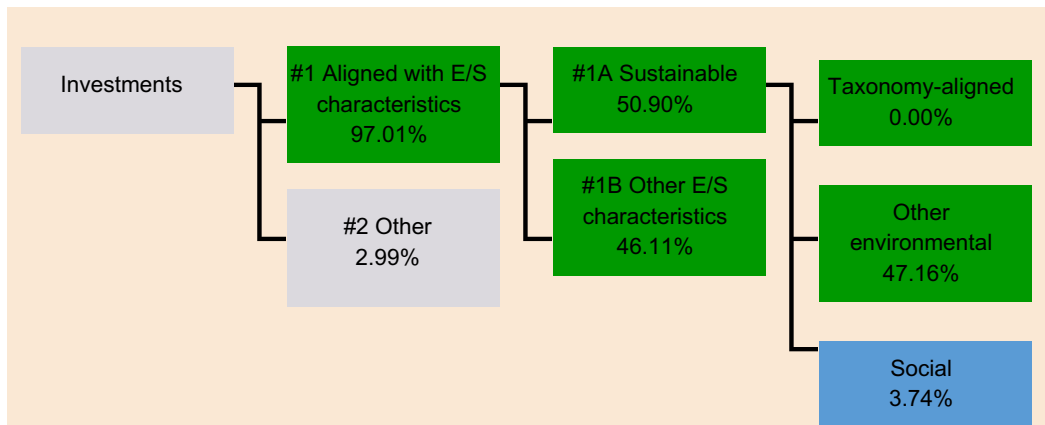 Investments
#1 Aligned with E/S
characteristics
97.01%
#2 Other
2.99%
#1A Sustainable
50.90%
#1B Other E/S
characteristics
46.11%
Taxonomy-aligned
0.00%
Other
environmental
47.16%
Social
3.74%